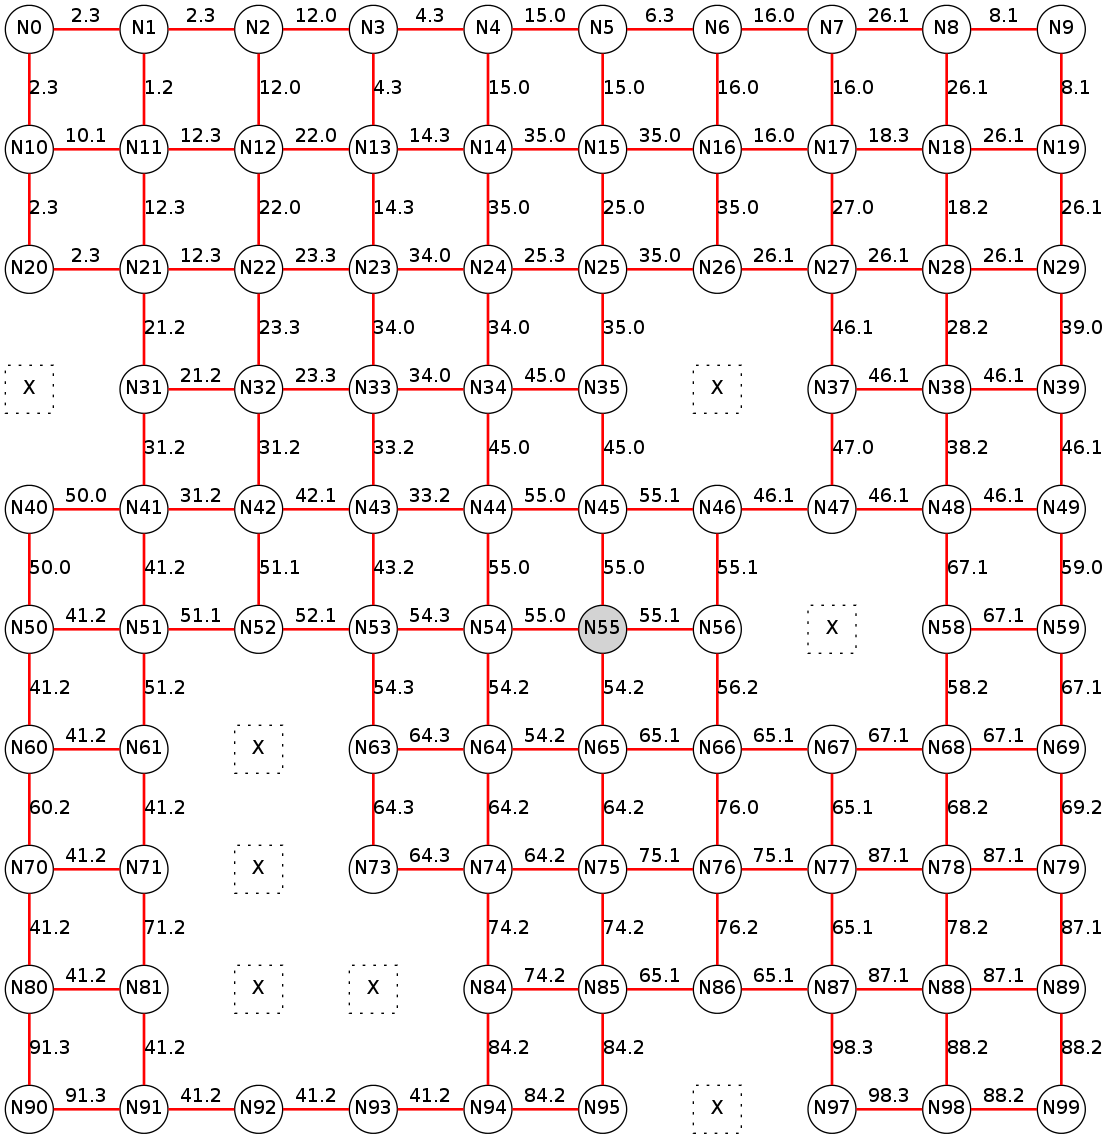 N0 2.3 N1 2.3 N2 12.0 N3 4.3 N4 15.0 N5 6.3 N6 16.0 N7 26.1 N8 8.1 N9
2.3 1.2 12.0 4.3 15.0 15.0 16.0 16.0 26.1 8.1
N10 10.1 N11 12.3 N12 22.0 N13 14.3 N14 35.0 N15 35.0 N16 16.0 N17 18.3 N18 26.1 N19
2.3 12.3 22.0 14.3 35.0 25.0 35.0 27.0 18.2 26.1
N20 2.3 N21 12.3 N22 23.3 N23 34.0 N24 25.3 N25 35.0 N26 26.1 N27 26.1 N28 26.1 N29
21.2 23.3 34.0 34.0 35.0 46.1 28.2 39.0
X N31 21.2 N32 23.3 N33 34.0 N34 45.0 N35 X N37 46.1 N38 46.1 N39
31.2 31.2 33.2 45.0 45.0 47.0 38.2 46.1
N40 50.0 N41 31.2 N42 42.1 N43 33.2 N44 55.0 N45 55.1 N46 46.1 N47 46.1 N48 46.1 N49
50.0 41.2 51.1 43.2 55.0 55.0 55.1 67.1 59.0
N50 41.2 N51 51.1 N52 52.1 N53 54.3 N54 55.0 N55 55.1 N56 X N58 67.1 N59
41.2 51.2 54.3 54.2 54.2 56.2 58.2 67.1
N60 41.2 N61 X N63 64.3 N64 54.2 N65 65.1 N66 65.1 N67 67.1 N68 67.1 N69
60.2 41.2 64.3 64.2 64.2 76.0 65.1 68.2 69.2
N70 41.2 N71 X N73 64.3 N74 64.2 N75 75.1 N76 75.1 N77 87.1 N78 87.1 N79
41.2 71.2 74.2 74.2 76.2 65.1 78.2 87.1
N80 41.2 N81 X X N84 74.2 N85 65.1 N86 65.1 N87 87.1 N88 87.1 N89
91.3 41.2 84.2 84.2 98.3 88.2 88.2
N90 91.3 N91 41.2 N92 41.2 N93 41.2 N94 84.2 N95 X N97 98.3 N98 88.2 N99